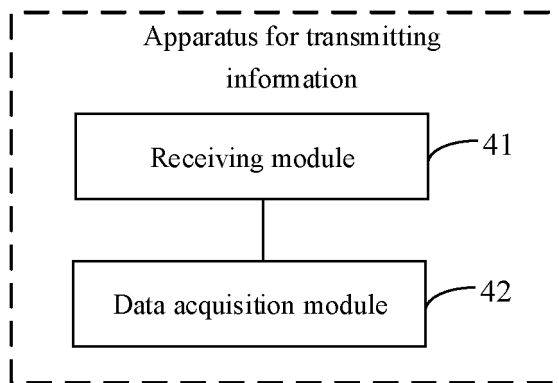 Apparatus for transmitting
information
Receiving module
41
Data acquisition module
42